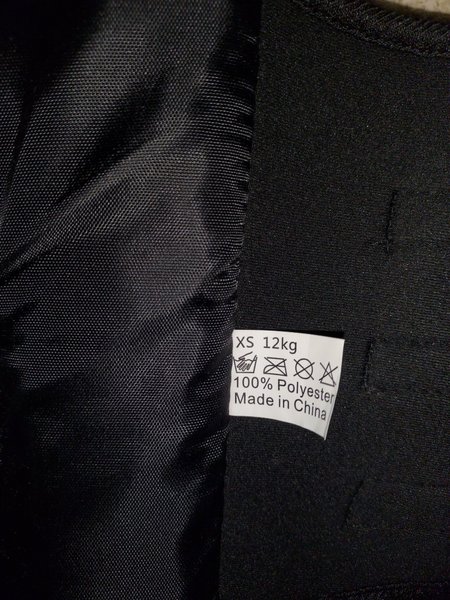 XS 12kg
100% Polyester
Made in China